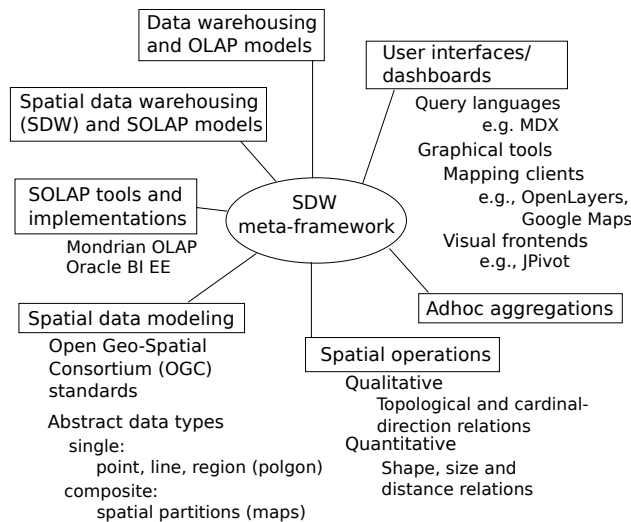 Data warehousing
and OLAP models
User interfaces/
dashboards
Query languages
e.g. MDX
Graphical tools
Mapping clients
e.g., OpenLayers,
Google Maps
Visual frontends
e.g., JPivot
Spatial data warehousing
(SDW) and SOLAP models
SDW
meta-framework
SOLAP tools and
implementations
Mondrian OLAP
Oracle BI EE
Adhoc aggregations
Spatial data modeling
Open Geo-Spatial
Consortium (OGC)
standards
Abstract data types
single:
point, line, region (polgon)
composite:
spatial partitions (maps)
Spatial operations
Qualitative
Topological and cardinal-
direction relations
Quantitative
Shape, size and
distance relations